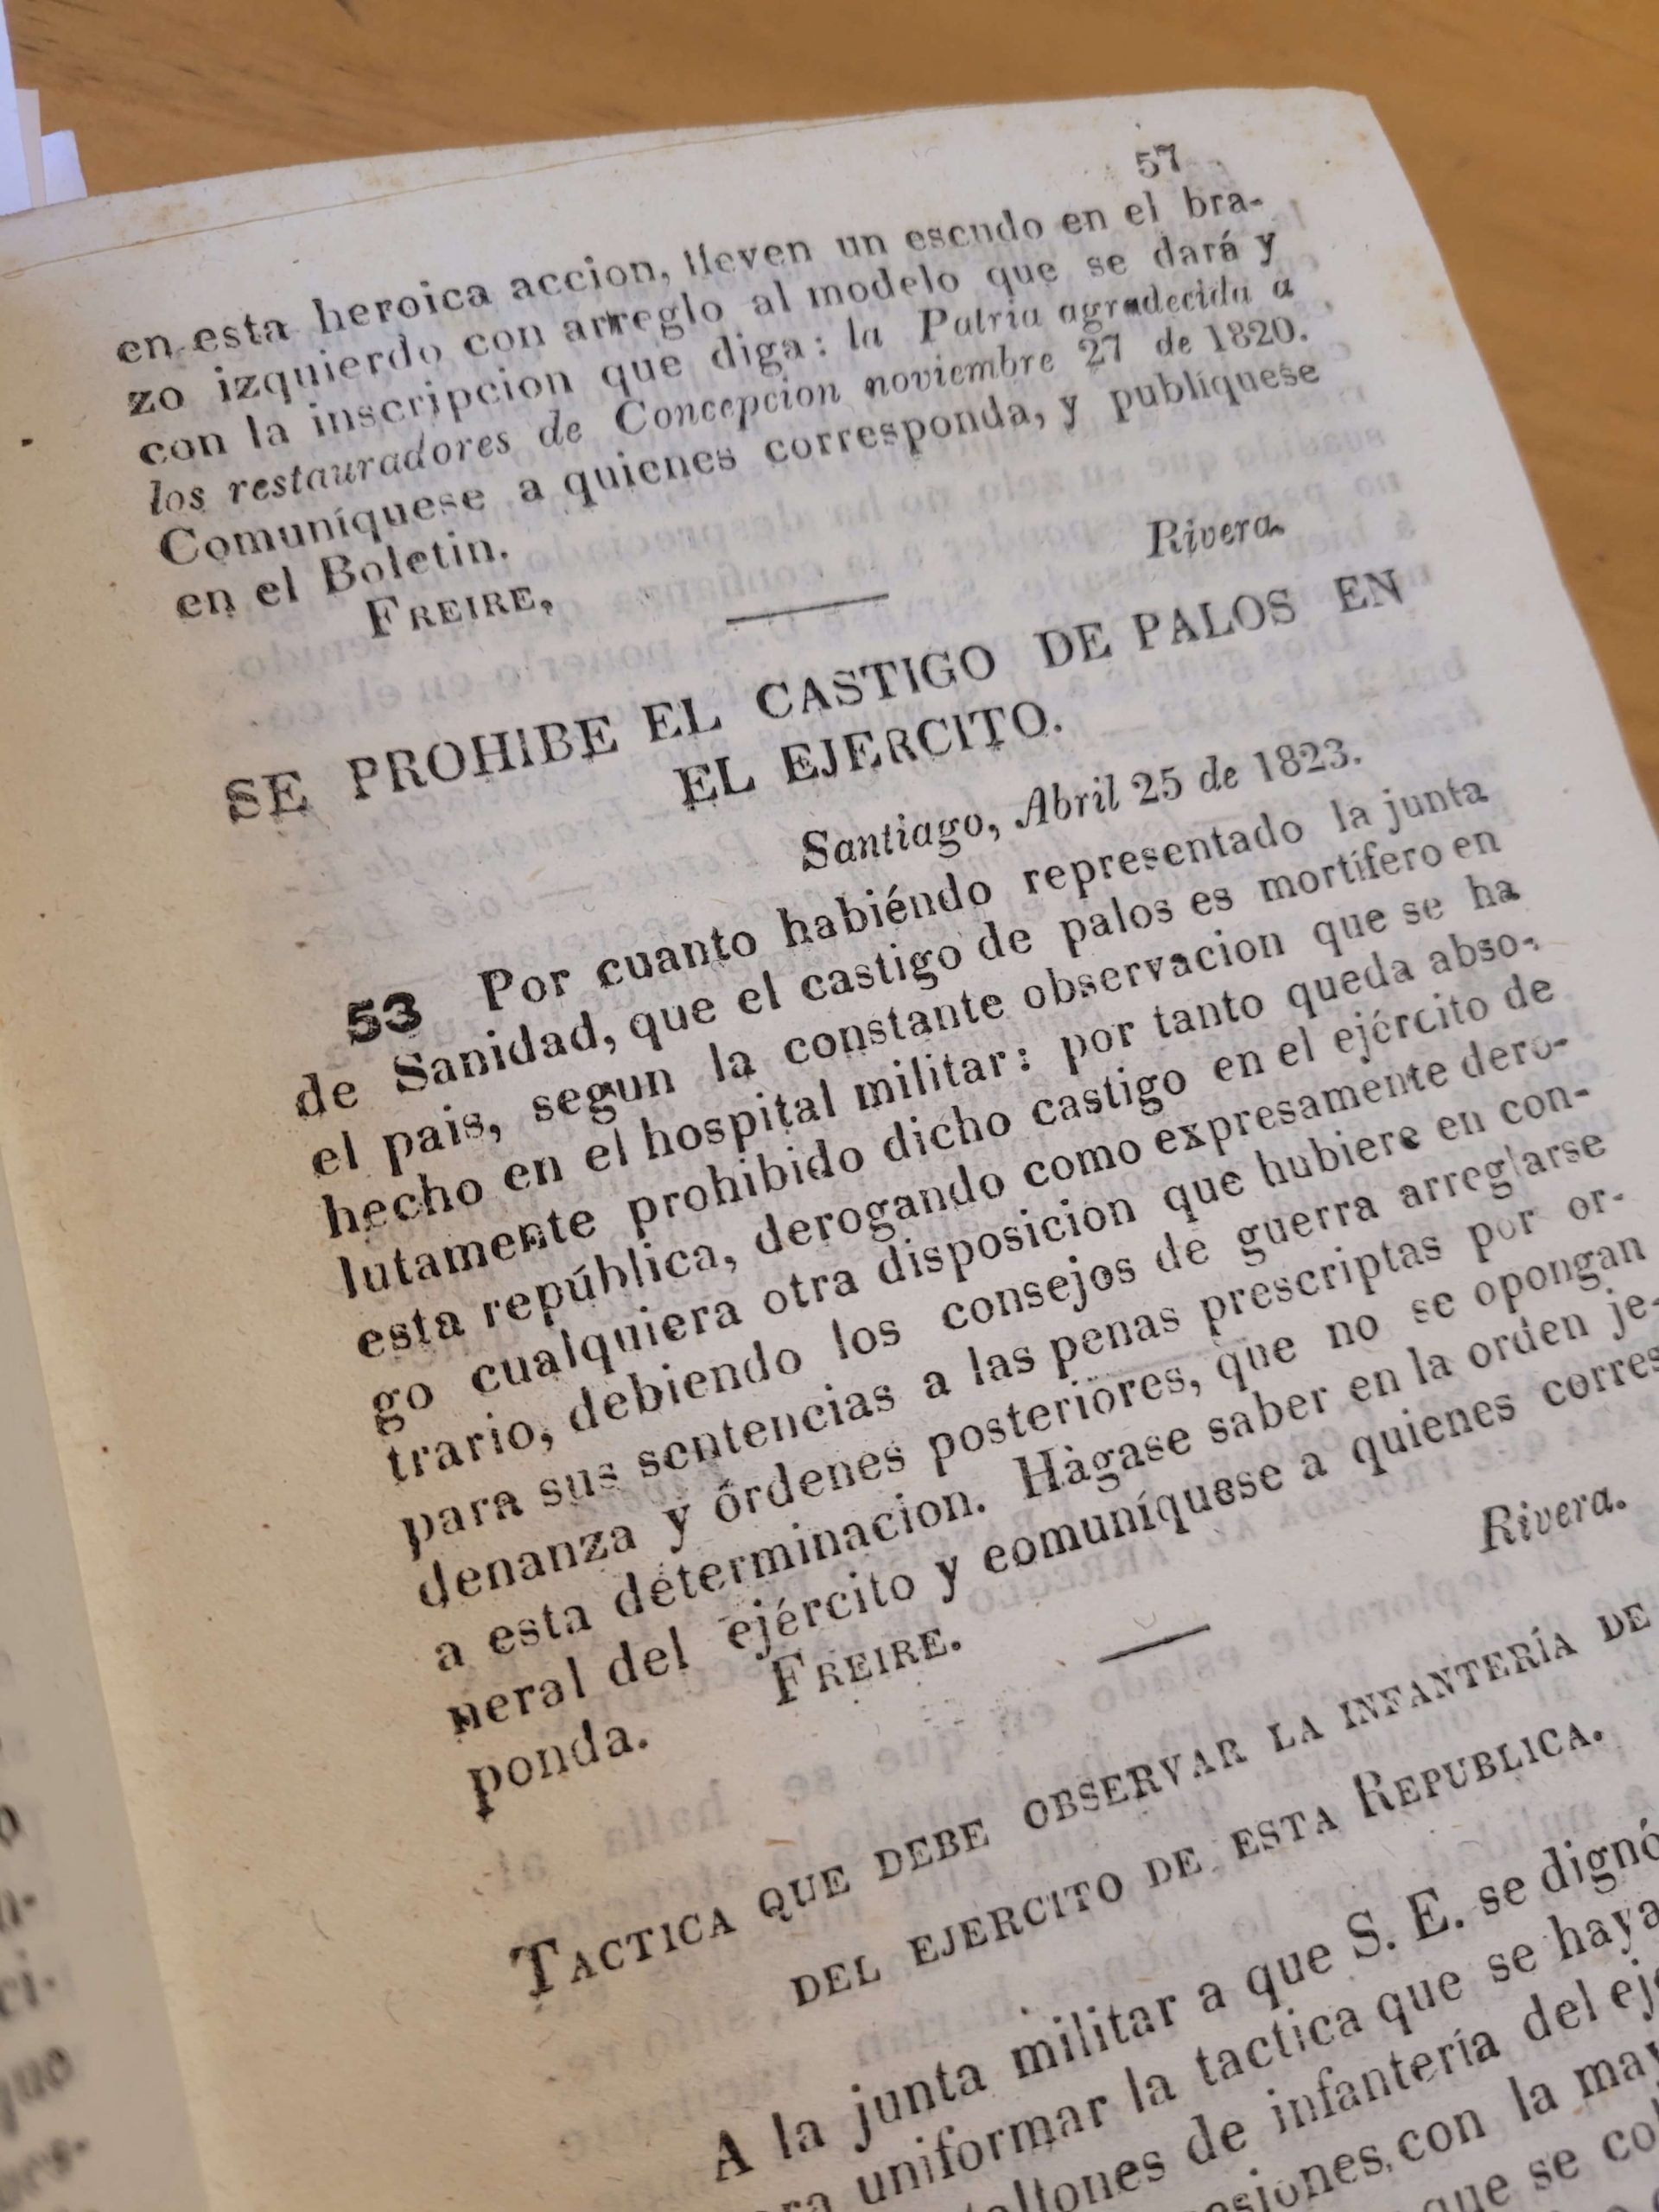 57
en esta heroica accion, lleven un escudo en el bra-
zo izquierdo con arreglo al modelo que se dará y
con la inscripcion que diga: la Patria agradecida a
los restauradores de Concepcion noviembre 27 de 1820.
Comuníquese a quienes corresponda, y publíquese
en el Boletin.
FREIRE, Rivera.
SE PROHIBE EL CASTIGO DE PALOS EN
EL EJERCITO.
Santiago, Abril 25 de 1823.
53 Por cuanto habiéndo representado la junta
de Sanidad, que el castigo de palos es mortífero en
el pais, segun la constante observacion que se ha
hecho en el hospital militar: por tanto queda abso-
lutamente prohibido dicho castigo en el ejército de
esta república, derogando como expresamente dero-
go cualquiera otra disposicion que hubiere en con-
trario, debiendo los consejos de guerra arreglarse
para sus sentencias a las penas prescriptas por or-
denanza y órdenes posteriores, que no se opongan
a esta determinacion. Hàgase saber en la orden je-
neral del ejército y comuníquese a quienes corres
ponda.
FREIRE. Rivera.
TACTICA QUE DEBE OBSERVAR LA INFANTERÍA DE
DEL EJERCITO DE ESTA REPUBLICA.
A la junta militar a que S. E. se dignó
uniformar la tactica que se haya
de infantería del
con la
que se
ci-
quo